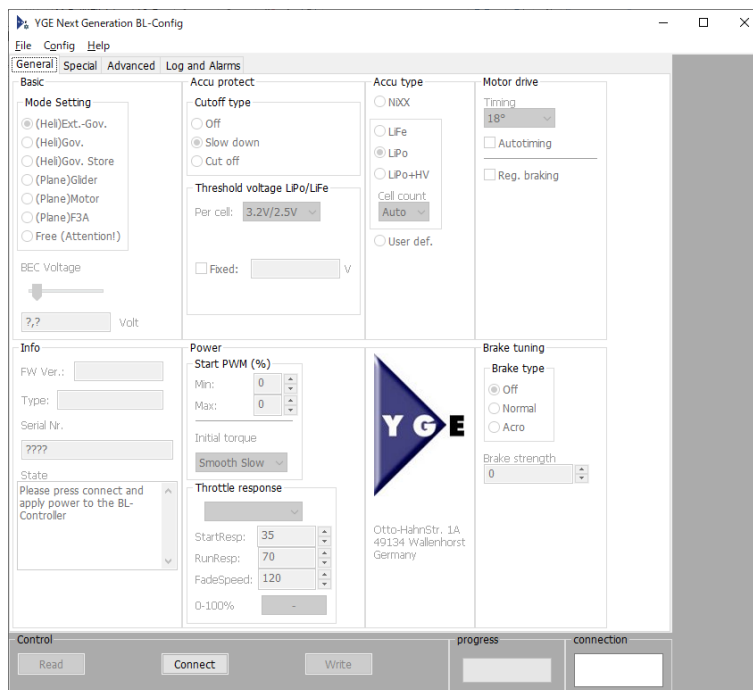 YGE Next Generation BL-Config
File Config Help
General Special Advanced Log and Alarms
Basic
Mode Setting
(Heli)Ext.-Gov.
(Heli)Gov.
(Heli)Gov. Store
(Plane)Glider
(Plane)Motor
(Plane)F3A
Free (Attention!)
BEC Voltage
?,? Volt
Accu protect
Cutoff type
Off
Slow down
Cut off
Threshold voltage LiPo/LiFe
Per cell: 3.2V/2.5V
Fixed: V
Accu type
NiXX
LiFe
LiPo
LiPo+HV
Cell count
Auto
User def.
Motor drive
Timing
18°
Autotiming
Reg. braking
Info
FW Ver.:
Type:
Serial Nr.
????
State
Please press connect and
apply power to the BL-
Controller
Power
Start PWM (%)
Min: 0
Max: 0
Initial torque
Smooth Slow
Throttle response
StartResp: 35
RunResp: 70
FadeSpeed: 120
0-100% -
YGE
Otto-HahnStr. 1A
49134 Wallenhorst
Germany
Brake tuning
Brake type
Off
Normal
Acro
Brake strength
0
Control
Read Connect Write
progress
connection